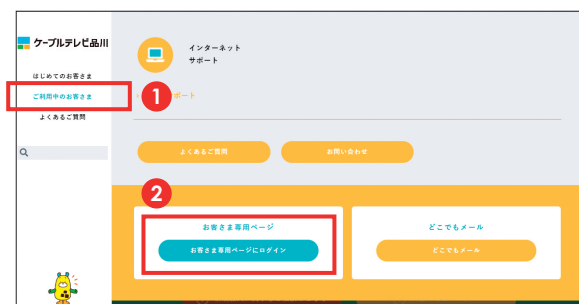 ケーブルテレビ品川
はじめてのお客さま
ご利用中のお客さま
よくあるご質問
インターネット
サポート
1
ポート
よくあるご質問
お問い合わせ
2
お客さま専用ページ
お客さま専用ページにログイン
どこでもメール
どこでもメール